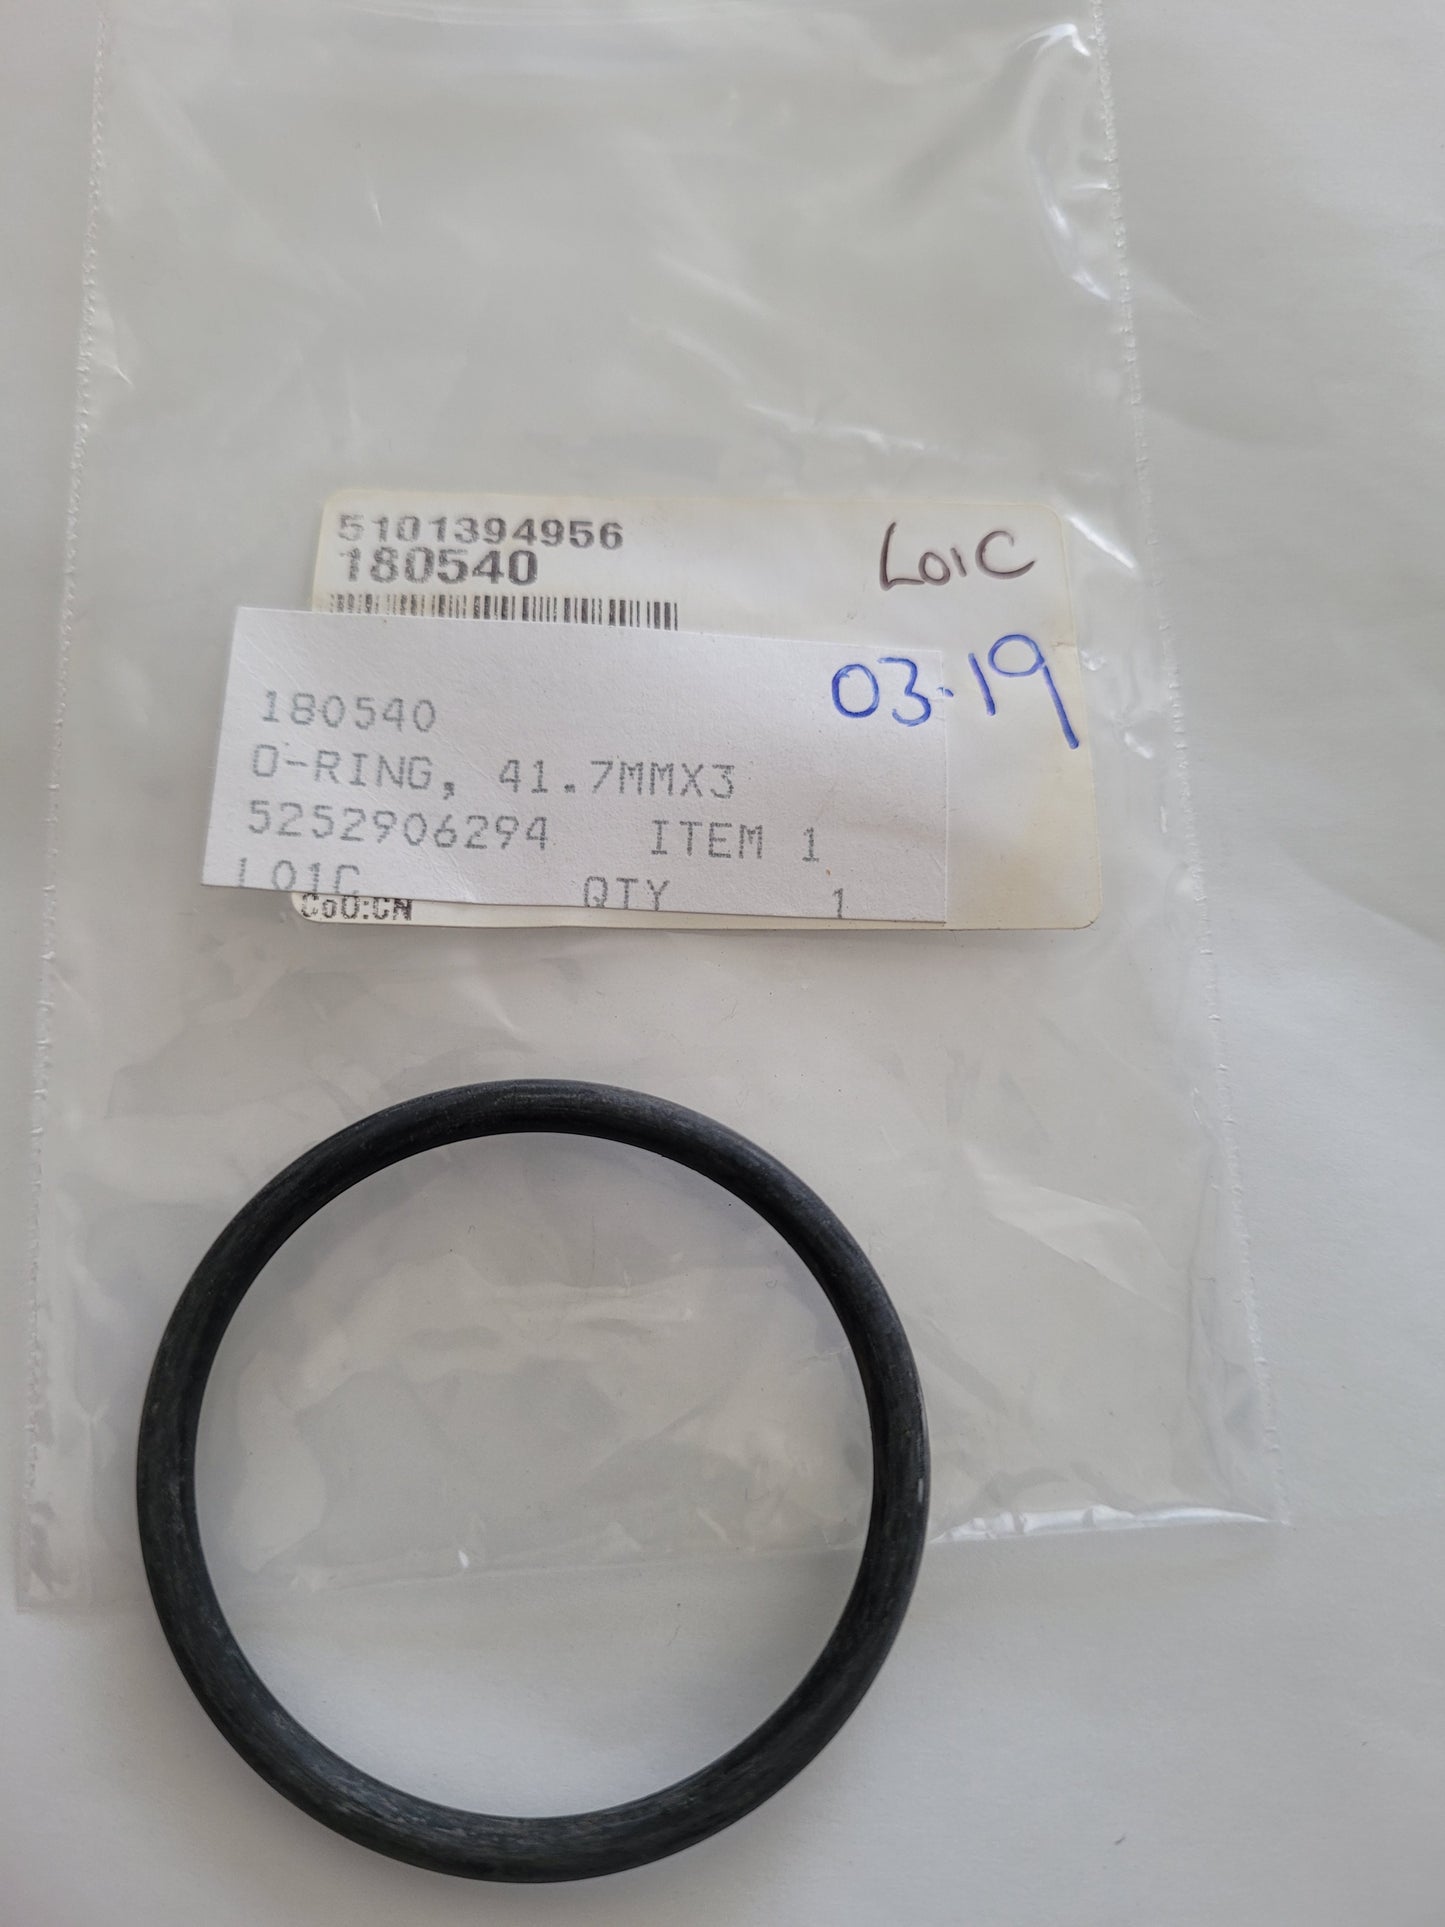 5101394956
180540
L01C
03-19
180540
O-RING, 41.7MMX3
5252906294 ITEM 1
L01C QTY 1
CoO:CN